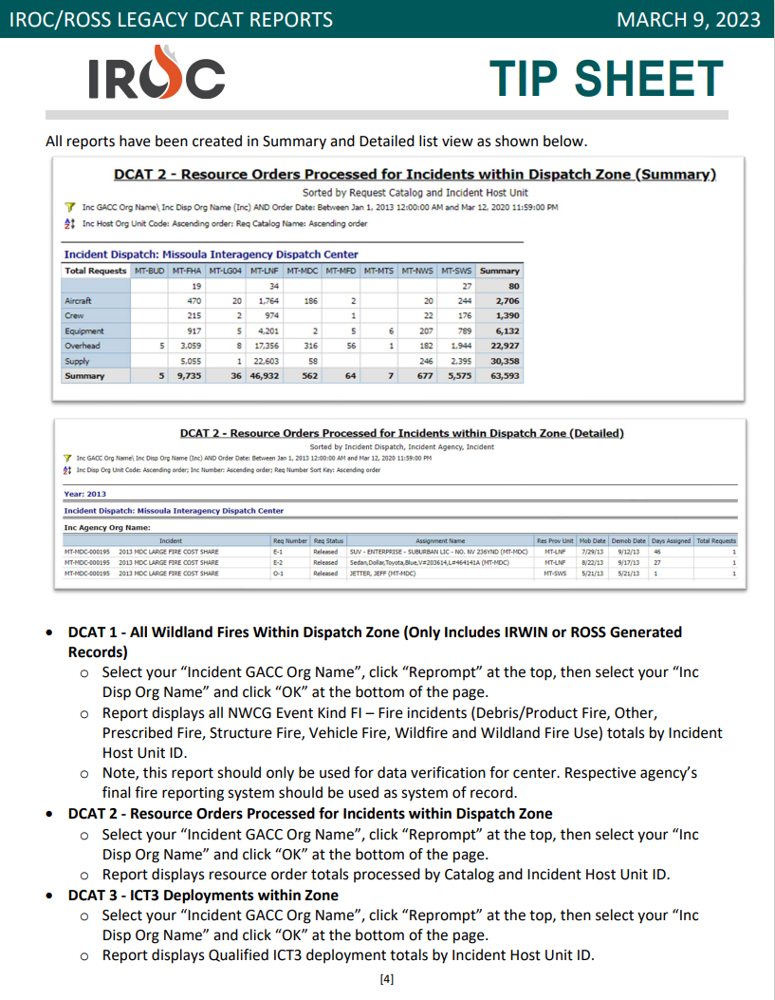 IROC/ROSS LEGACY DCAT REPORTS MARCH 9, 2023
IROC TIP SHEET
All reports have been created in Summary and Detailed list view as shown below.
DCAT 2 - Resource Orders Processed for Incidents within Dispatch Zone (Summary)
Sorted by Request Catalog and Incident Host Unit
Inc GACC Org Name\ Inc Disp Org Name (Inc) AND Order Date: Between Jan 1, 2013 12:00:00 AM and Mar 12, 2020 11:59:00 PM
Inc Host Org Unit Code: Ascending order; Req Catalog Name: Ascending order
Incident Dispatch: Missoula Interagency Dispatch Center
Total Requests MT-BUD MT-FHA MT-LG04 MT-LNF MT-MDC MT-MFD MT-MTS MT-NWS MT-SWS Summary
19 34 27 80
Aircraft 470 20 1,764 186 2 20 244 2,706
Crew 215 2 974 1 22 176 1,390
Equipment 917 5 4,201 2 5 6 207 789 6,132
Overhead 5 3,059 8 17,356 316 56 1 182 1,944 22,927
Supply 5,055 1 22,603 58 246 2,395 30,358
Summary 5 9,735 36 46,932 562 64 7 677 5,575 63,593
DCAT 2 - Resource Orders Processed for Incidents within Dispatch Zone (Detailed)
Sorted by Incident Dispatch, Incident Agency, Incident
Inc GACC Org Name\ Inc Disp Org Name (Inc) AND Order Date: Between Jan 1, 2013 12:00:00 AM and Mar 12, 2020 11:59:00 PM
Inc Disp Org Unit Code: Ascending order; Inc Number: Ascending order; Req Number Sort Key: Ascending order
Year: 2013
Incident Dispatch: Missoula Interagency Dispatch Center
Inc Agency Org Name:
Incident Req Number Req Status Assignment Name Res Prov Unit Mob Date Demob Date Days Assigned Total Requests
MT-MDC-000195 2013 MDC LARGE FIRE COST SHARE E-1 Released SUV - ENTERPRISE - SUBURBAN LIC - NO. NV 236YND (MT-MDC) MT-LNF 7/29/13 9/12/13 46 1
MT-MDC-000195 2013 MDC LARGE FIRE COST SHARE E-2 Released Sedan,Dollar,Toyota,Blue,V#203614,L#464141A (MT-MDC) MT-LNF 8/22/13 9/17/13 27 1
MT-MDC-000195 2013 MDC LARGE FIRE COST SHARE O-1 Released JETTER, JEFF (MT-MDC) MT-SWS 5/21/13 5/21/13 1 1
• DCAT 1 - All Wildland Fires Within Dispatch Zone (Only Includes IRWIN or ROSS Generated
Records)
o Select your “Incident GACC Org Name”, click “Reprompt” at the top, then select your “Inc
Disp Org Name” and click “OK” at the bottom of the page.
o Report displays all NWCG Event Kind FI – Fire incidents (Debris/Product Fire, Other,
Prescribed Fire, Structure Fire, Vehicle Fire, Wildfire and Wildland Fire Use) totals by Incident
Host Unit ID.
o Note, this report should only be used for data verification for center. Respective agency’s
final fire reporting system should be used as system of record.
• DCAT 2 - Resource Orders Processed for Incidents within Dispatch Zone
o Select your “Incident GACC Org Name”, click “Reprompt” at the top, then select your “Inc
Disp Org Name” and click “OK” at the bottom of the page.
o Report displays resource order totals processed by Catalog and Incident Host Unit ID.
• DCAT 3 - ICT3 Deployments within Zone
o Select your “Incident GACC Org Name”, click “Reprompt” at the top, then select your “Inc
Disp Org Name” and click “OK” at the bottom of the page.
o Report displays Qualified ICT3 deployment totals by Incident Host Unit ID.
[4]